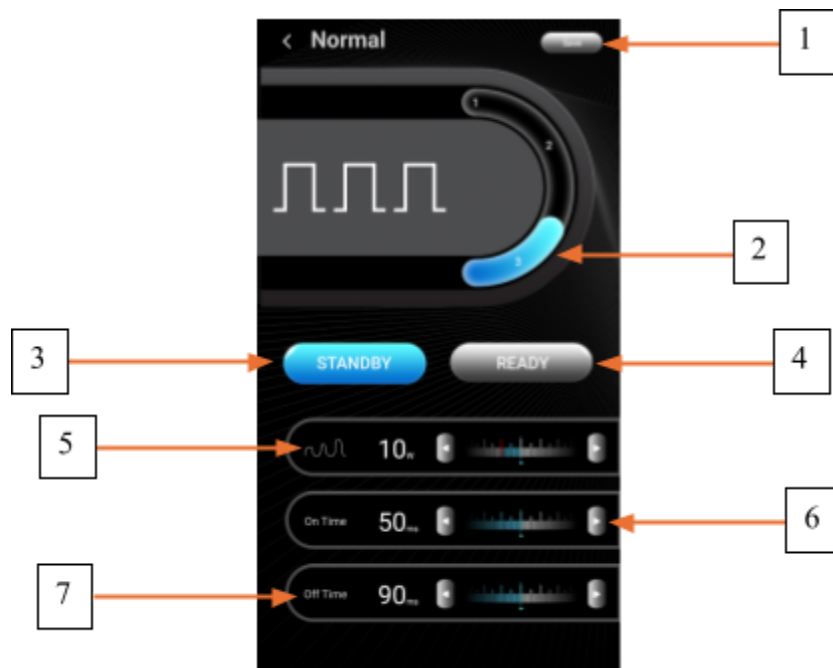 1
< Normal
Save
1
2
2
3
3
STANDBY
READY
4
5
10w
On Time
50ms
6
7
Off Time
90ms